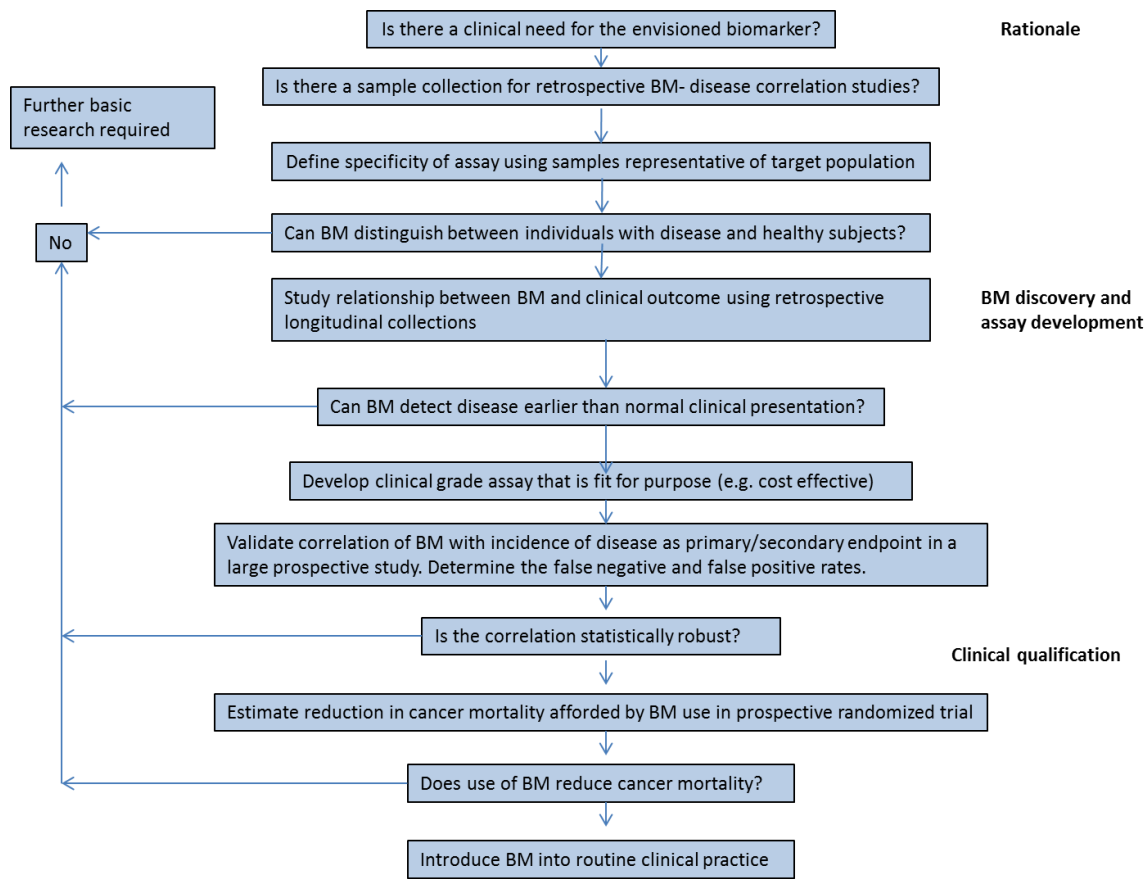 Is there a clinical need for the envisioned biomarker?
Rationale
Is there a sample collection for retrospective BM- disease correlation studies?
Further basic
research required
Define specificity of assay using samples representative of target population
No
Can BM distinguish between individuals with disease and healthy subjects?
Study relationship between BM and clinical outcome using retrospective
longitudinal collections
BM discovery and
assay development
Can BM detect disease earlier than normal clinical presentation?
Develop clinical grade assay that is fit for purpose (e.g. cost effective)
Validate correlation of BM with incidence of disease as primary/secondary endpoint in a
large prospective study. Determine the false negative and false positive rates.
Is the correlation statistically robust?
Clinical qualification
Estimate reduction in cancer mortality afforded by BM use in prospective randomized trial
Does use of BM reduce cancer mortality?
Introduce BM into routine clinical practice